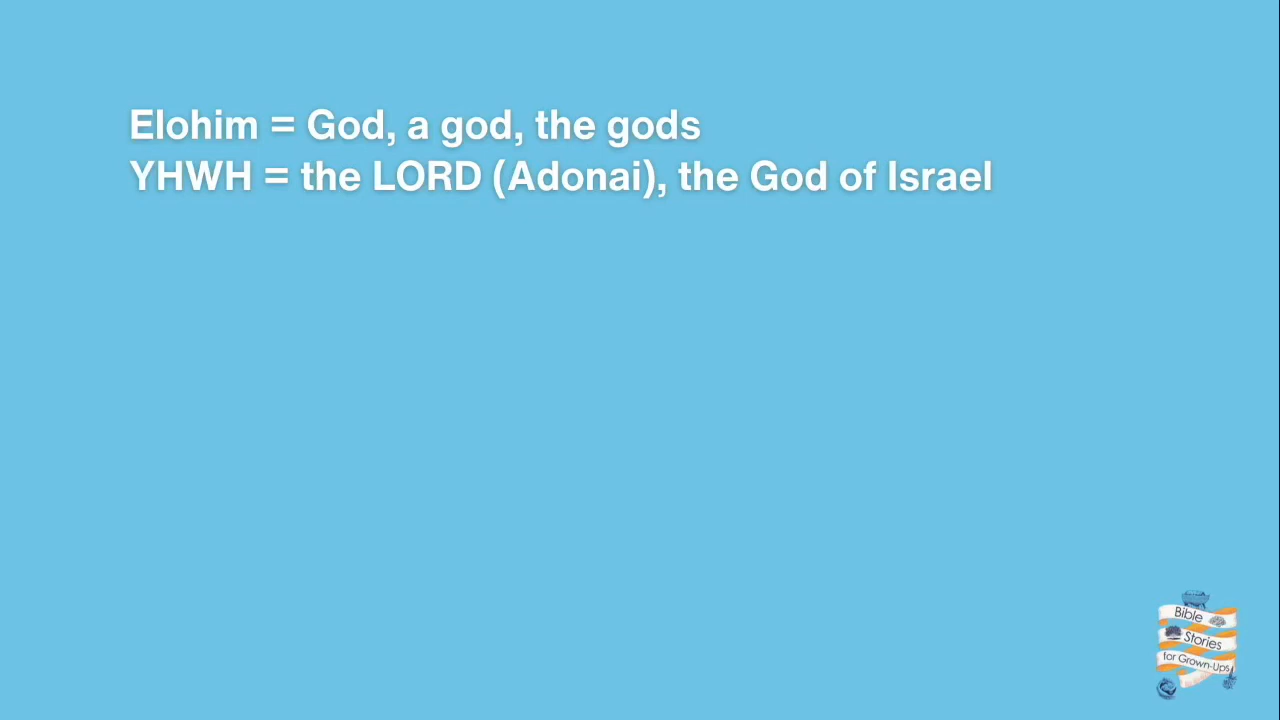 Elohim = God, a god, the gods
YHWH = the LORD (Adonai), the God of Israel
Bible
Stories
for Grown-Ups